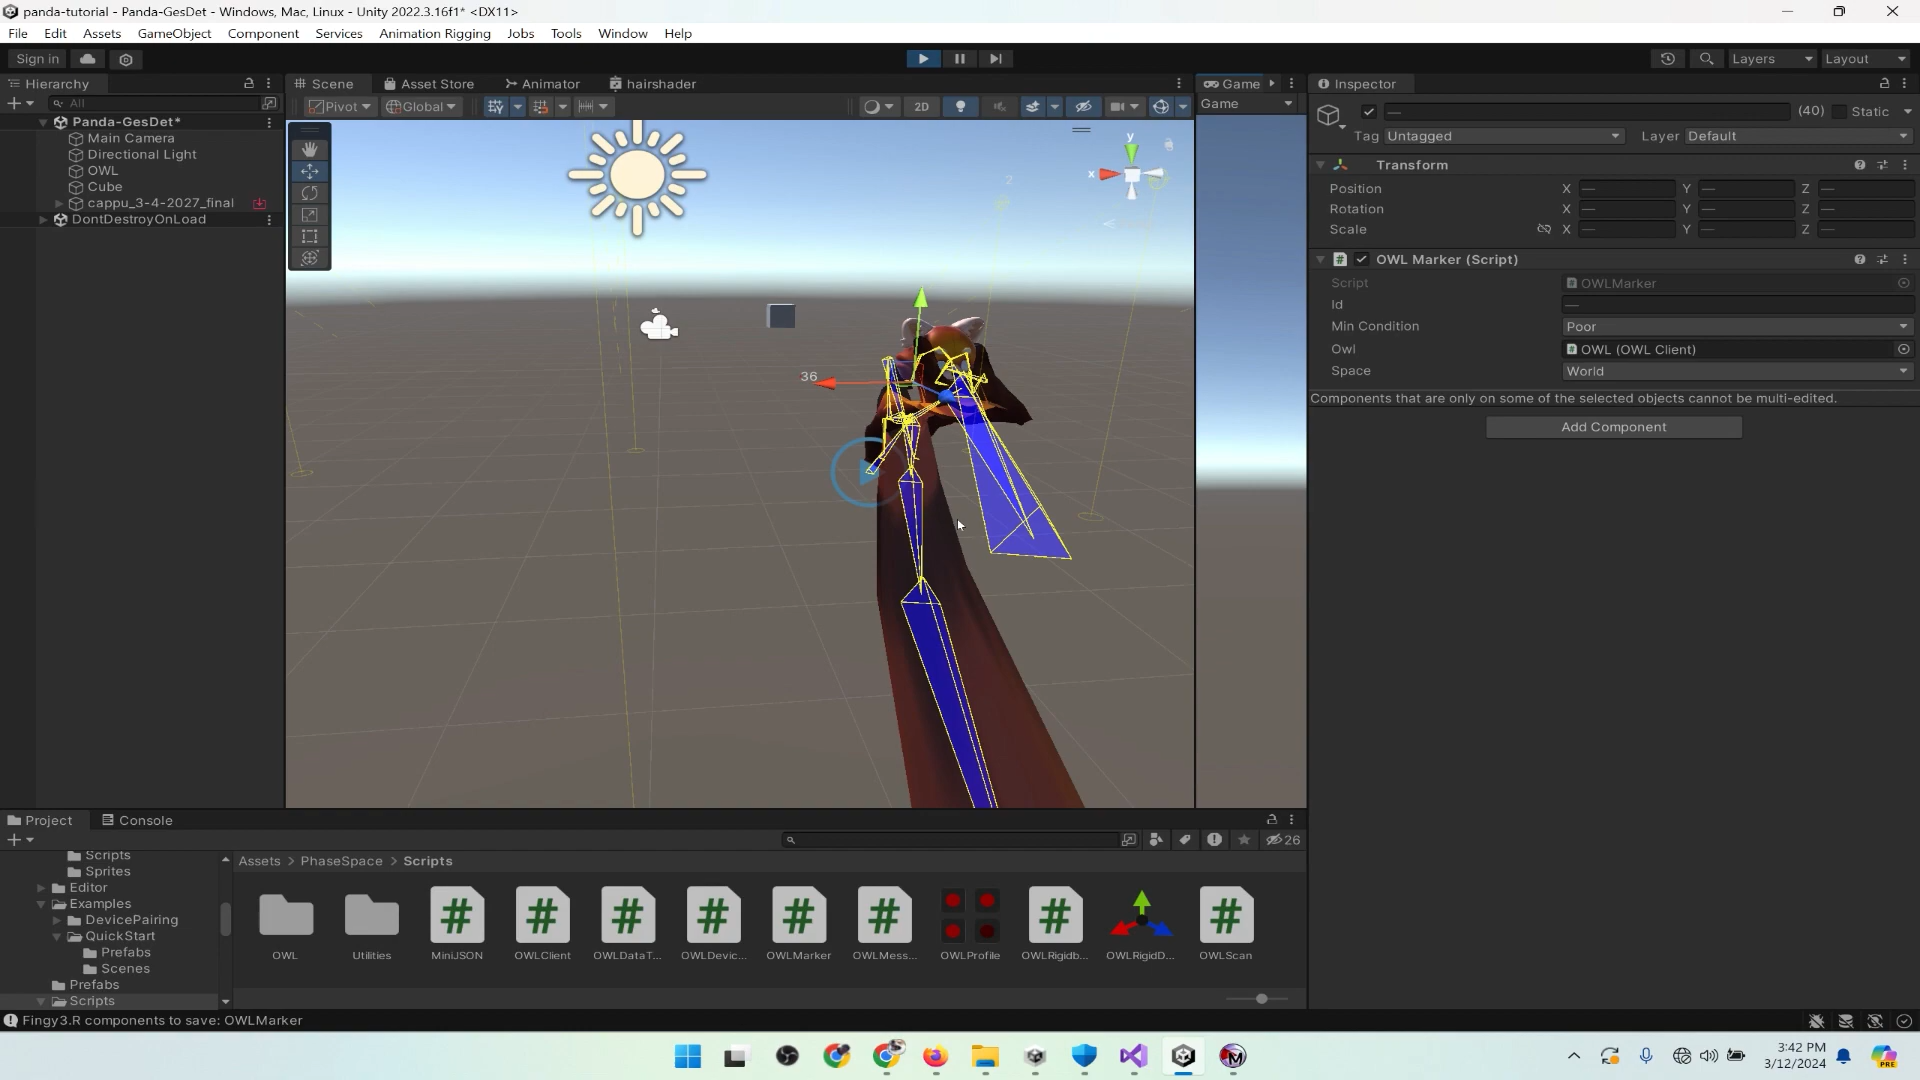 panda-tutorial - Panda-GesDet - Windows, Mac, Linux - Unity 2022.3.16f1* <DX11>
File Edit Assets GameObject Component Services Animation Rigging Jobs Tools Window Help
Sign in Layers Layout
Hierarchy Scene Asset Store Animator hairshader Game Inspector
All Pivot Global 2D Game
— (40) Static
Tag Untagged Layer Default
Panda-GesDet*
Main Camera
Directional Light
OWL
Cube
cappu_3-4-2027_final
DontDestroyOnLoad
y
x
2
36
Transform
Position X — Y — Z —
Rotation X — Y — Z —
Scale X — Y — Z —
OWL Marker (Script)
Script OWLMarker
Id —
Min Condition Poor
Owl OWL (OWL Client)
Space World
Components that are only on some of the selected objects cannot be multi-edited.
Add Component
Project Console
26
Scripts
Sprites
Editor
Examples
DevicePairing
QuickStart
Prefabs
Scenes
Prefabs
Scripts
Assets > PhaseSpace > Scripts
OWL Utilities MiniJSON OWLClient OWLDataT... OWLDevic... OWLMarker OWLMess... OWLProfile OWLRigidb... OWLRigidD... OWLScan
Fingy3.R components to save: OWLMarker
3:42 PM
3/12/2024
PRE